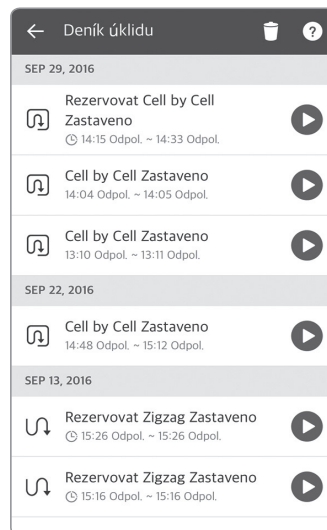 Deník úklidu
?
SEP 29, 2016
Rezervovat Cell by Cell
Zastaveno
14:15 Odpol. ~ 14:33 Odpol.
Cell by Cell Zastaveno
14:04 Odpol. ~ 14:05 Odpol.
Cell by Cell Zastaveno
13:10 Odpol. ~ 13:11 Odpol.
SEP 22, 2016
Cell by Cell Zastaveno
14:48 Odpol. ~ 15:12 Odpol.
SEP 13, 2016
Rezervovat Zigzag Zastaveno
15:26 Odpol. ~ 15:26 Odpol.
Rezervovat Zigzag Zastaveno
15:16 Odpol. ~ 15:16 Odpol.